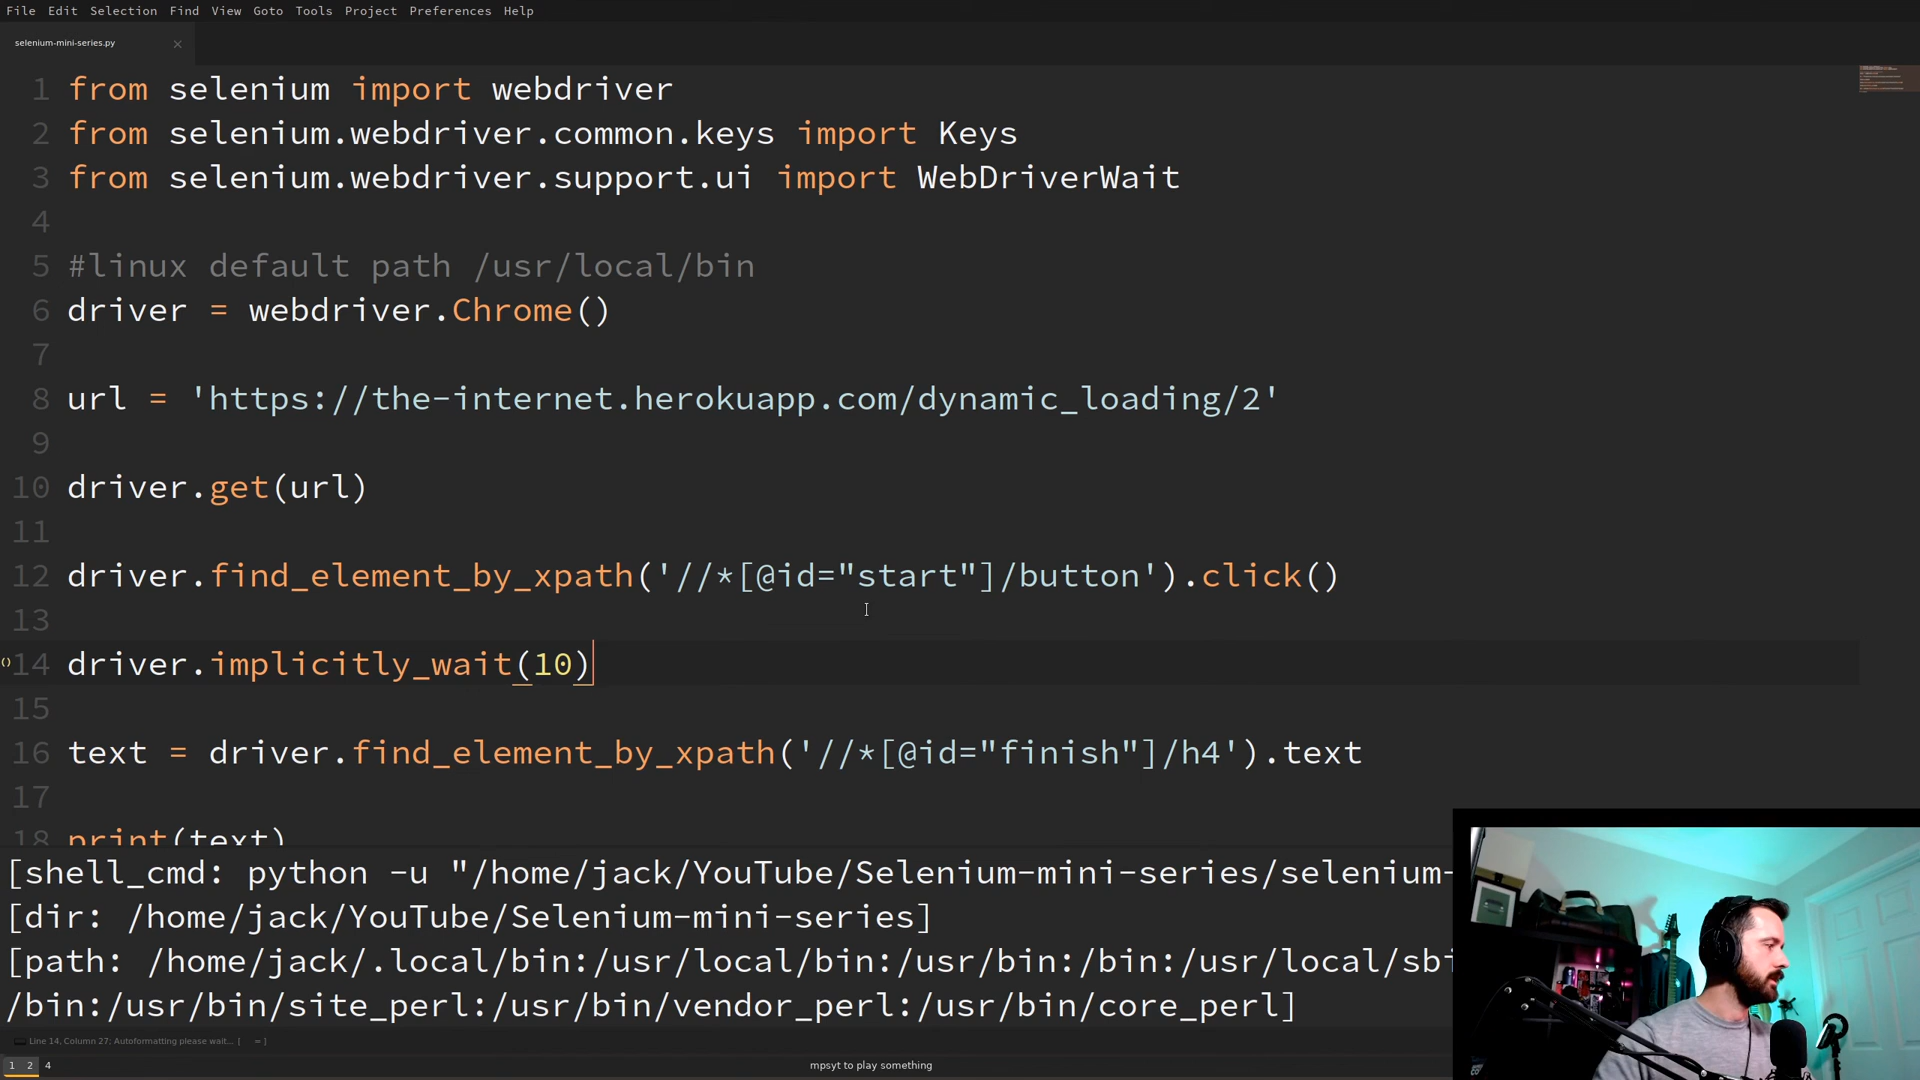 File Edit Selection Find View Goto Tools Project Preferences Help
selenium-mini-series.py
1 from selenium import webdriver
2 from selenium.webdriver.common.keys import Keys
3 from selenium.webdriver.support.ui import WebDriverWait
4
5 #linux default path /usr/local/bin
6 driver = webdriver.Chrome()
7
8 url = 'https://the-internet.herokuapp.com/dynamic_loading/2'
9
10 driver.get(url)
11
12 driver.find_element_by_xpath('//*[@id="start"]/button').click()
13
14 driver.implicitly_wait(10)
15
16 text = driver.find_element_by_xpath('//*[@id="finish"]/h4').text
17
18 print(text)
[shell_cmd: python -u "/home/jack/YouTube/Selenium-mini-series/selenium-
[dir: /home/jack/YouTube/Selenium-mini-series]
[path: /home/jack/.local/bin:/usr/local/bin:/usr/bin:/bin:/usr/local/sbi
/bin:/usr/bin/site_perl:/usr/bin/vendor_perl:/usr/bin/core_perl]
Line 14, Column 27; Autoformatting please wait... [ = ]
1 2 4 mpsyt to play something